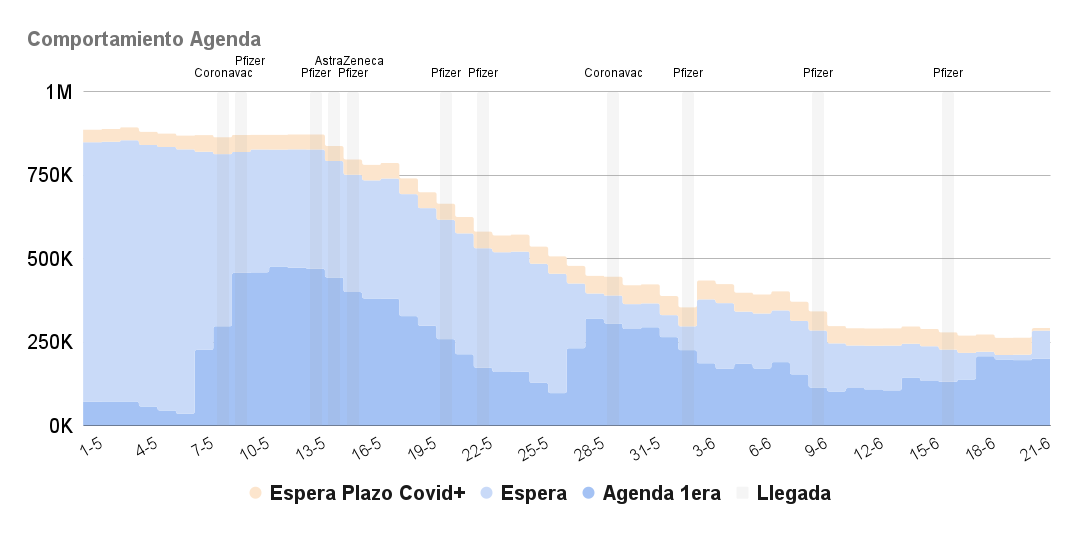 Comportamiento Agenda
Pfizer AstraZeneca
Coronavac Pfizer Pfizer Pfizer Pfizer Coronavac Pfizer Pfizer Pfizer
1M
750K
500K
250K
0K
1-5 4-5 7-5 10-5 13-5 16-5 19-5 22-5 25-5 28-5 31-5 3-6 6-6 9-6 12-6 15-6 18-6 21-6
Espera Plazo Covid+ Espera Agenda 1era Llegada